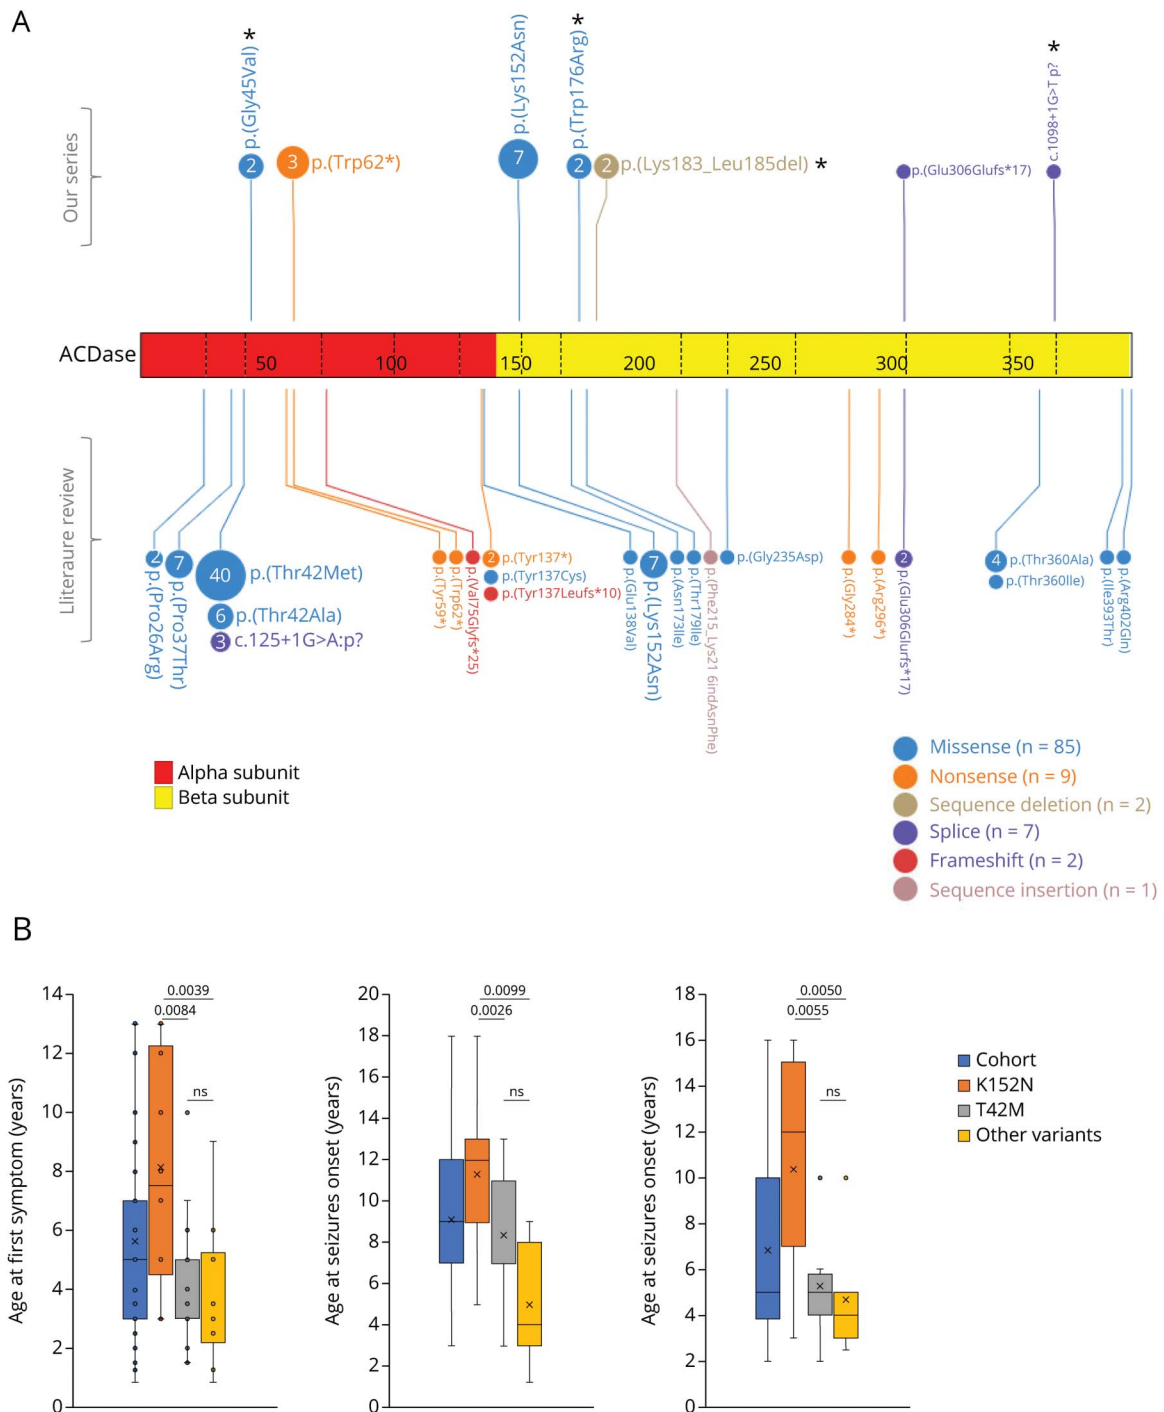 A
Our series
2 p.(Gly45Val) *
3 p.(Trp62*)
7 p.(Lys152Asn)
2 p.(Trp176Arg) *
2 p.(Lys183_Leu185del) *
p.(Glu306Glufs*17)
c.1098+1G>T p? *
ACDase
50 100 150 200 250 300 350
Lliterature review
2 p.(Pro26Arg)
7 p.(Pro37Thr)
40 p.(Thr42Met)
6 p.(Thr42Ala)
3 c.125+1G>A:p?
p.(Tyr59*)
p.(Trp62*)
p.(Val75Glyfs*25)
2 p.(Tyr137*)
p.(Tyr137Cys)
p.(Tyr137Leufs*10)
p.(Glu138Val)
7 p.(Lys152Asn)
p.(Asn173Ile)
p.(Thr179Ile)
p.(Phe215_Lys21 6indAsnPhe)
p.(Gly235Asp)
p.(Gly284*)
p.(Arg296*)
2 p.(Glu306Glurfs*17)
4 p.(Thr360Ala)
p.(Thr360Ile)
p.(Ile393Thr)
p.(Arg402Gln)
Alpha subunit
Beta subunit
Missense (n = 85)
Nonsense (n = 9)
Sequence deletion (n = 2)
Splice (n = 7)
Frameshift (n = 2)
Sequence insertion (n = 1)
B
Age at first symptom (years)
14
12
10
8
6
4
2
0
0.0039
0.0084
ns
Age at seizures onset (years)
20
18
16
14
12
10
8
6
4
2
0
0.0099
0.0026
ns
Age at seizures onset (years)
18
16
14
12
10
8
6
4
2
0
0.0050
0.0055
ns
Cohort
K152N
T42M
Other variants